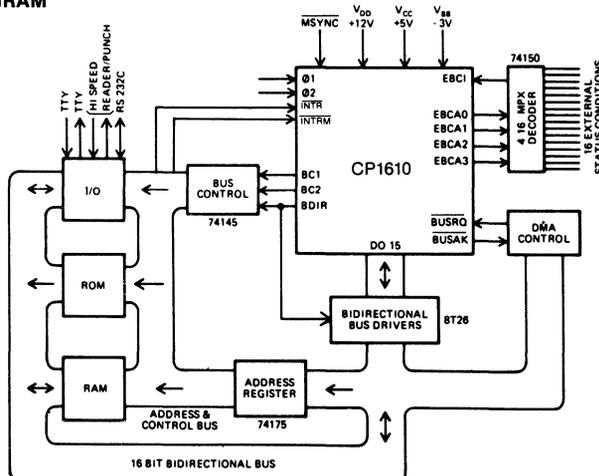 RAM
MSYNC
VDD +12V
VCC +5V
VBB -3V
TTY
TTY
HI SPEED
READER/PUNCH
RS 232C
Ø1
Ø2
INTR
INTRM
EBCI
EBCA0
EBCA1
EBCA2
EBCA3
74150
4 16 MPX
DECODER
16 EXTERNAL
STATUS CONDITIONS
CP1610
I/O
BUS
CONTROL
74145
BC1
BC2
BDIR
BUSRQ
BUSAK
DMA
CONTROL
DO 15
ROM
BIDIRECTIONAL
BUS DRIVERS
8T26
RAM
ADDRESS
REGISTER
74175
ADDRESS &
CONTROL BUS
16 BIT BIDIRECTIONAL BUS